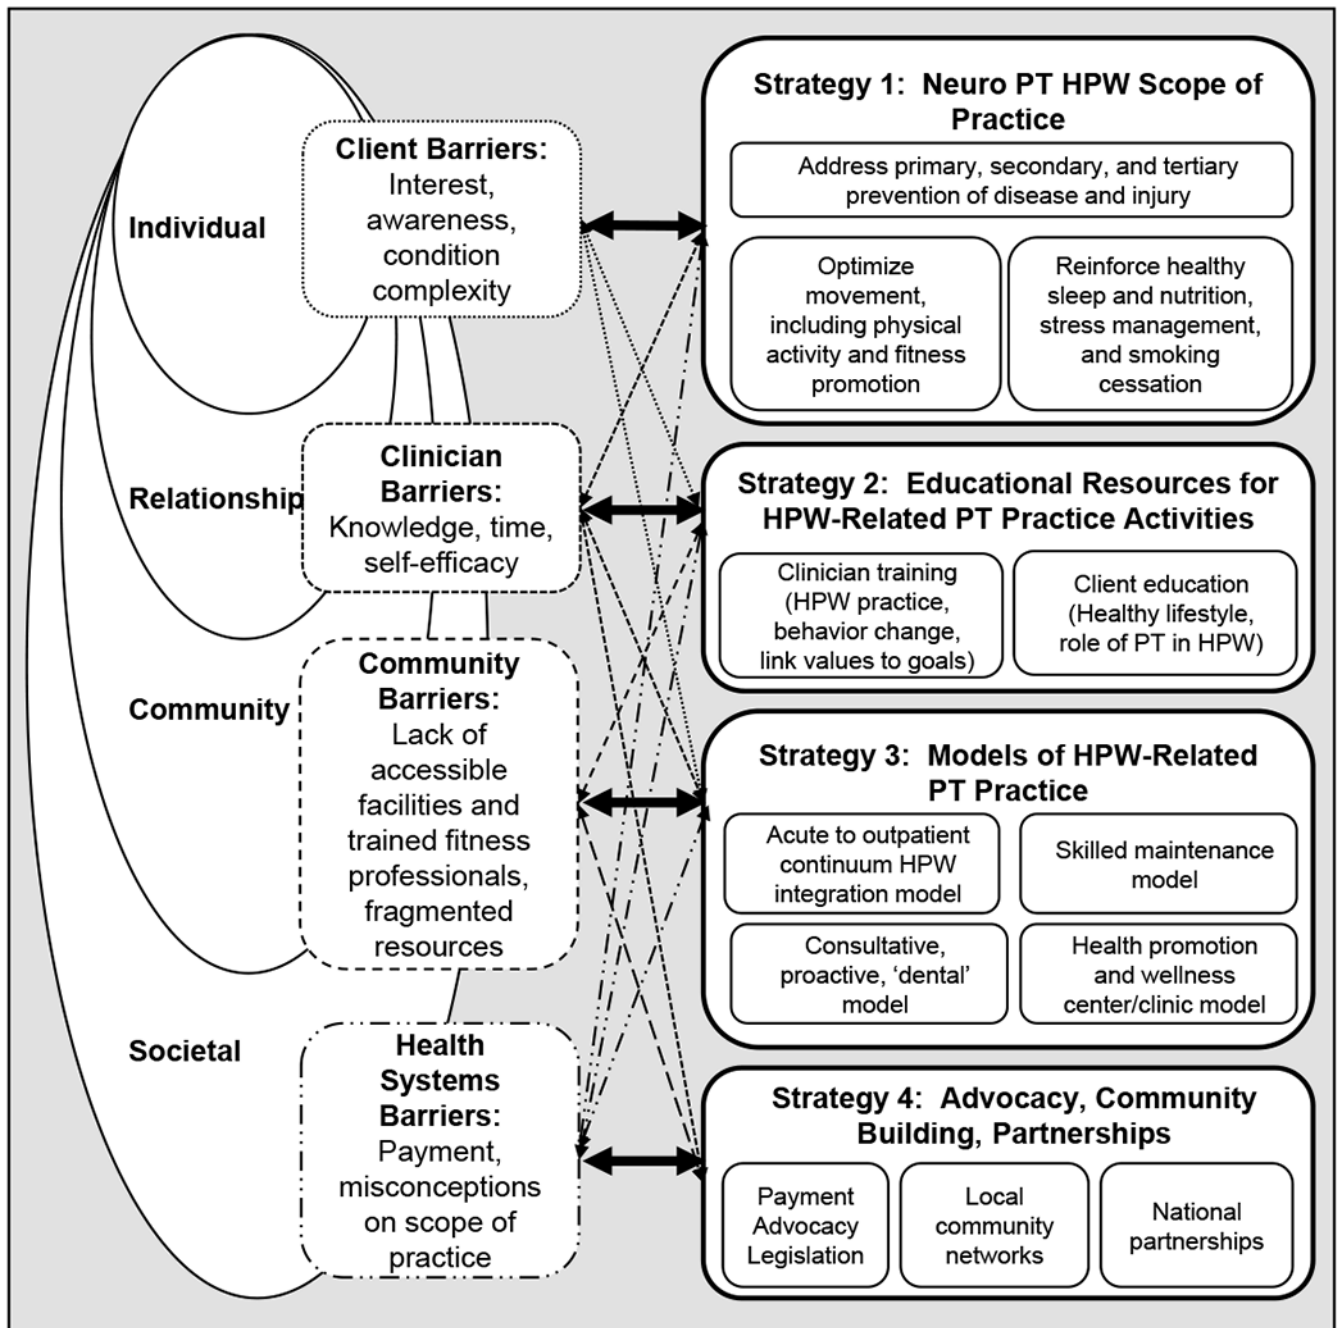 Individual
Client Barriers:
Interest,
awareness,
condition
complexity
Relationship
Clinician
Barriers:
Knowledge, time,
self-efficacy
Community
Community
Barriers:
Lack of
accessible
facilities and
trained fitness
professionals,
fragmented
resources
Societal
Health
Systems
Barriers:
Payment,
misconceptions
on scope of
practice
Strategy 1: Neuro PT HPW Scope of
Practice
Address primary, secondary, and tertiary
prevention of disease and injury
Optimize
movement,
including physical
activity and fitness
promotion
Reinforce healthy
sleep and nutrition,
stress management,
and smoking
cessation
Strategy 2: Educational Resources for
HPW-Related PT Practice Activities
Clinician training
(HPW practice,
behavior change,
link values to goals)
Client education
(Healthy lifestyle,
role of PT in HPW)
Strategy 3: Models of HPW-Related
PT Practice
Acute to outpatient
continuum HPW
integration model
Skilled maintenance
model
Consultative,
proactive, ‘dental’
model
Health promotion
and wellness
center/clinic model
Strategy 4: Advocacy, Community
Building, Partnerships
Payment
Advocacy
Legislation
Local
community
networks
National
partnerships